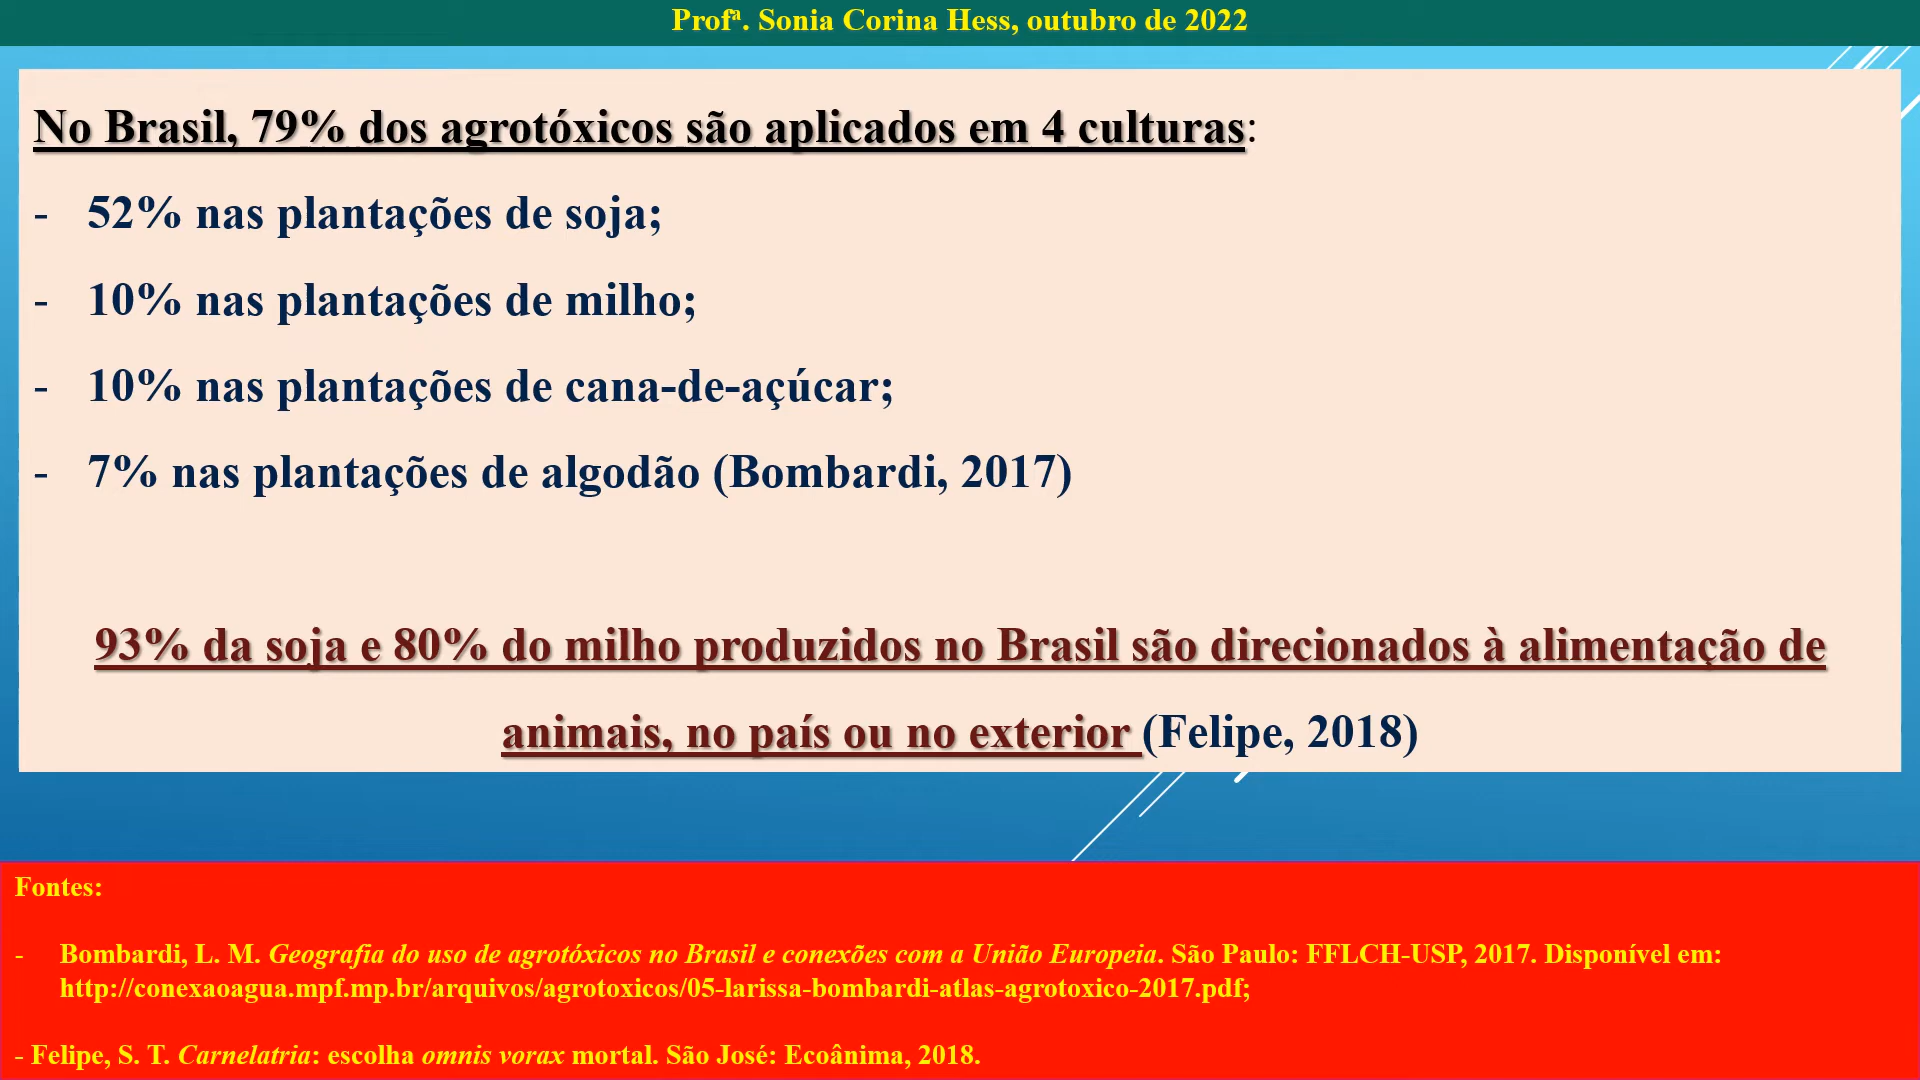 Profª. Sonia Corina Hess, outubro de 2022
No Brasil, 79% dos agrotóxicos são aplicados em 4 culturas:
- 52% nas plantações de soja;
- 10% nas plantações de milho;
- 10% nas plantações de cana-de-açúcar;
- 7% nas plantações de algodão (Bombardi, 2017)
93% da soja e 80% do milho produzidos no Brasil são direcionados à alimentação de
animais, no país ou no exterior (Felipe, 2018)
Fontes:
- Bombardi, L. M. Geografia do uso de agrotóxicos no Brasil e conexões com a União Europeia. São Paulo: FFLCH-USP, 2017. Disponível em:
http://conexaoagua.mpf.mp.br/arquivos/agrotoxicos/05-larissa-bombardi-atlas-agrotoxico-2017.pdf;
- Felipe, S. T. Carnelatria: escolha omnis vorax mortal. São José: Ecoânima, 2018.